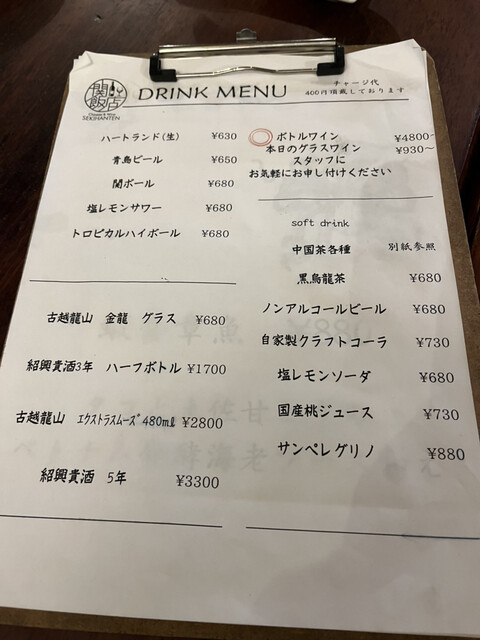 関飯店
SEKIHANTEN
DRINK MENU
チャージ代
400円頂戴しております
ハートランド(生) ¥630
青島ビール ¥650
関ボール ¥680
塩レモンサワー ¥680
トロピカルハイボール ¥680
古越龍山 金龍 グラス ¥680
紹興貴酒3年 ハーフボトル ¥1700
古越龍山 エクストラスムーズ480ml ¥2800
紹興貴酒 5年 ¥3300
ボトルワイン ¥4800~
本日のグラスワイン ¥930~
スタッフに
お気軽にお申し付けください
soft drink
中国茶各種 別紙参照
黒烏龍茶 ¥680
ノンアルコールビール ¥680
自家製クラフトコーラ ¥730
塩レモンソーダ ¥680
国産桃ジュース ¥730
サンペレグリノ ¥880